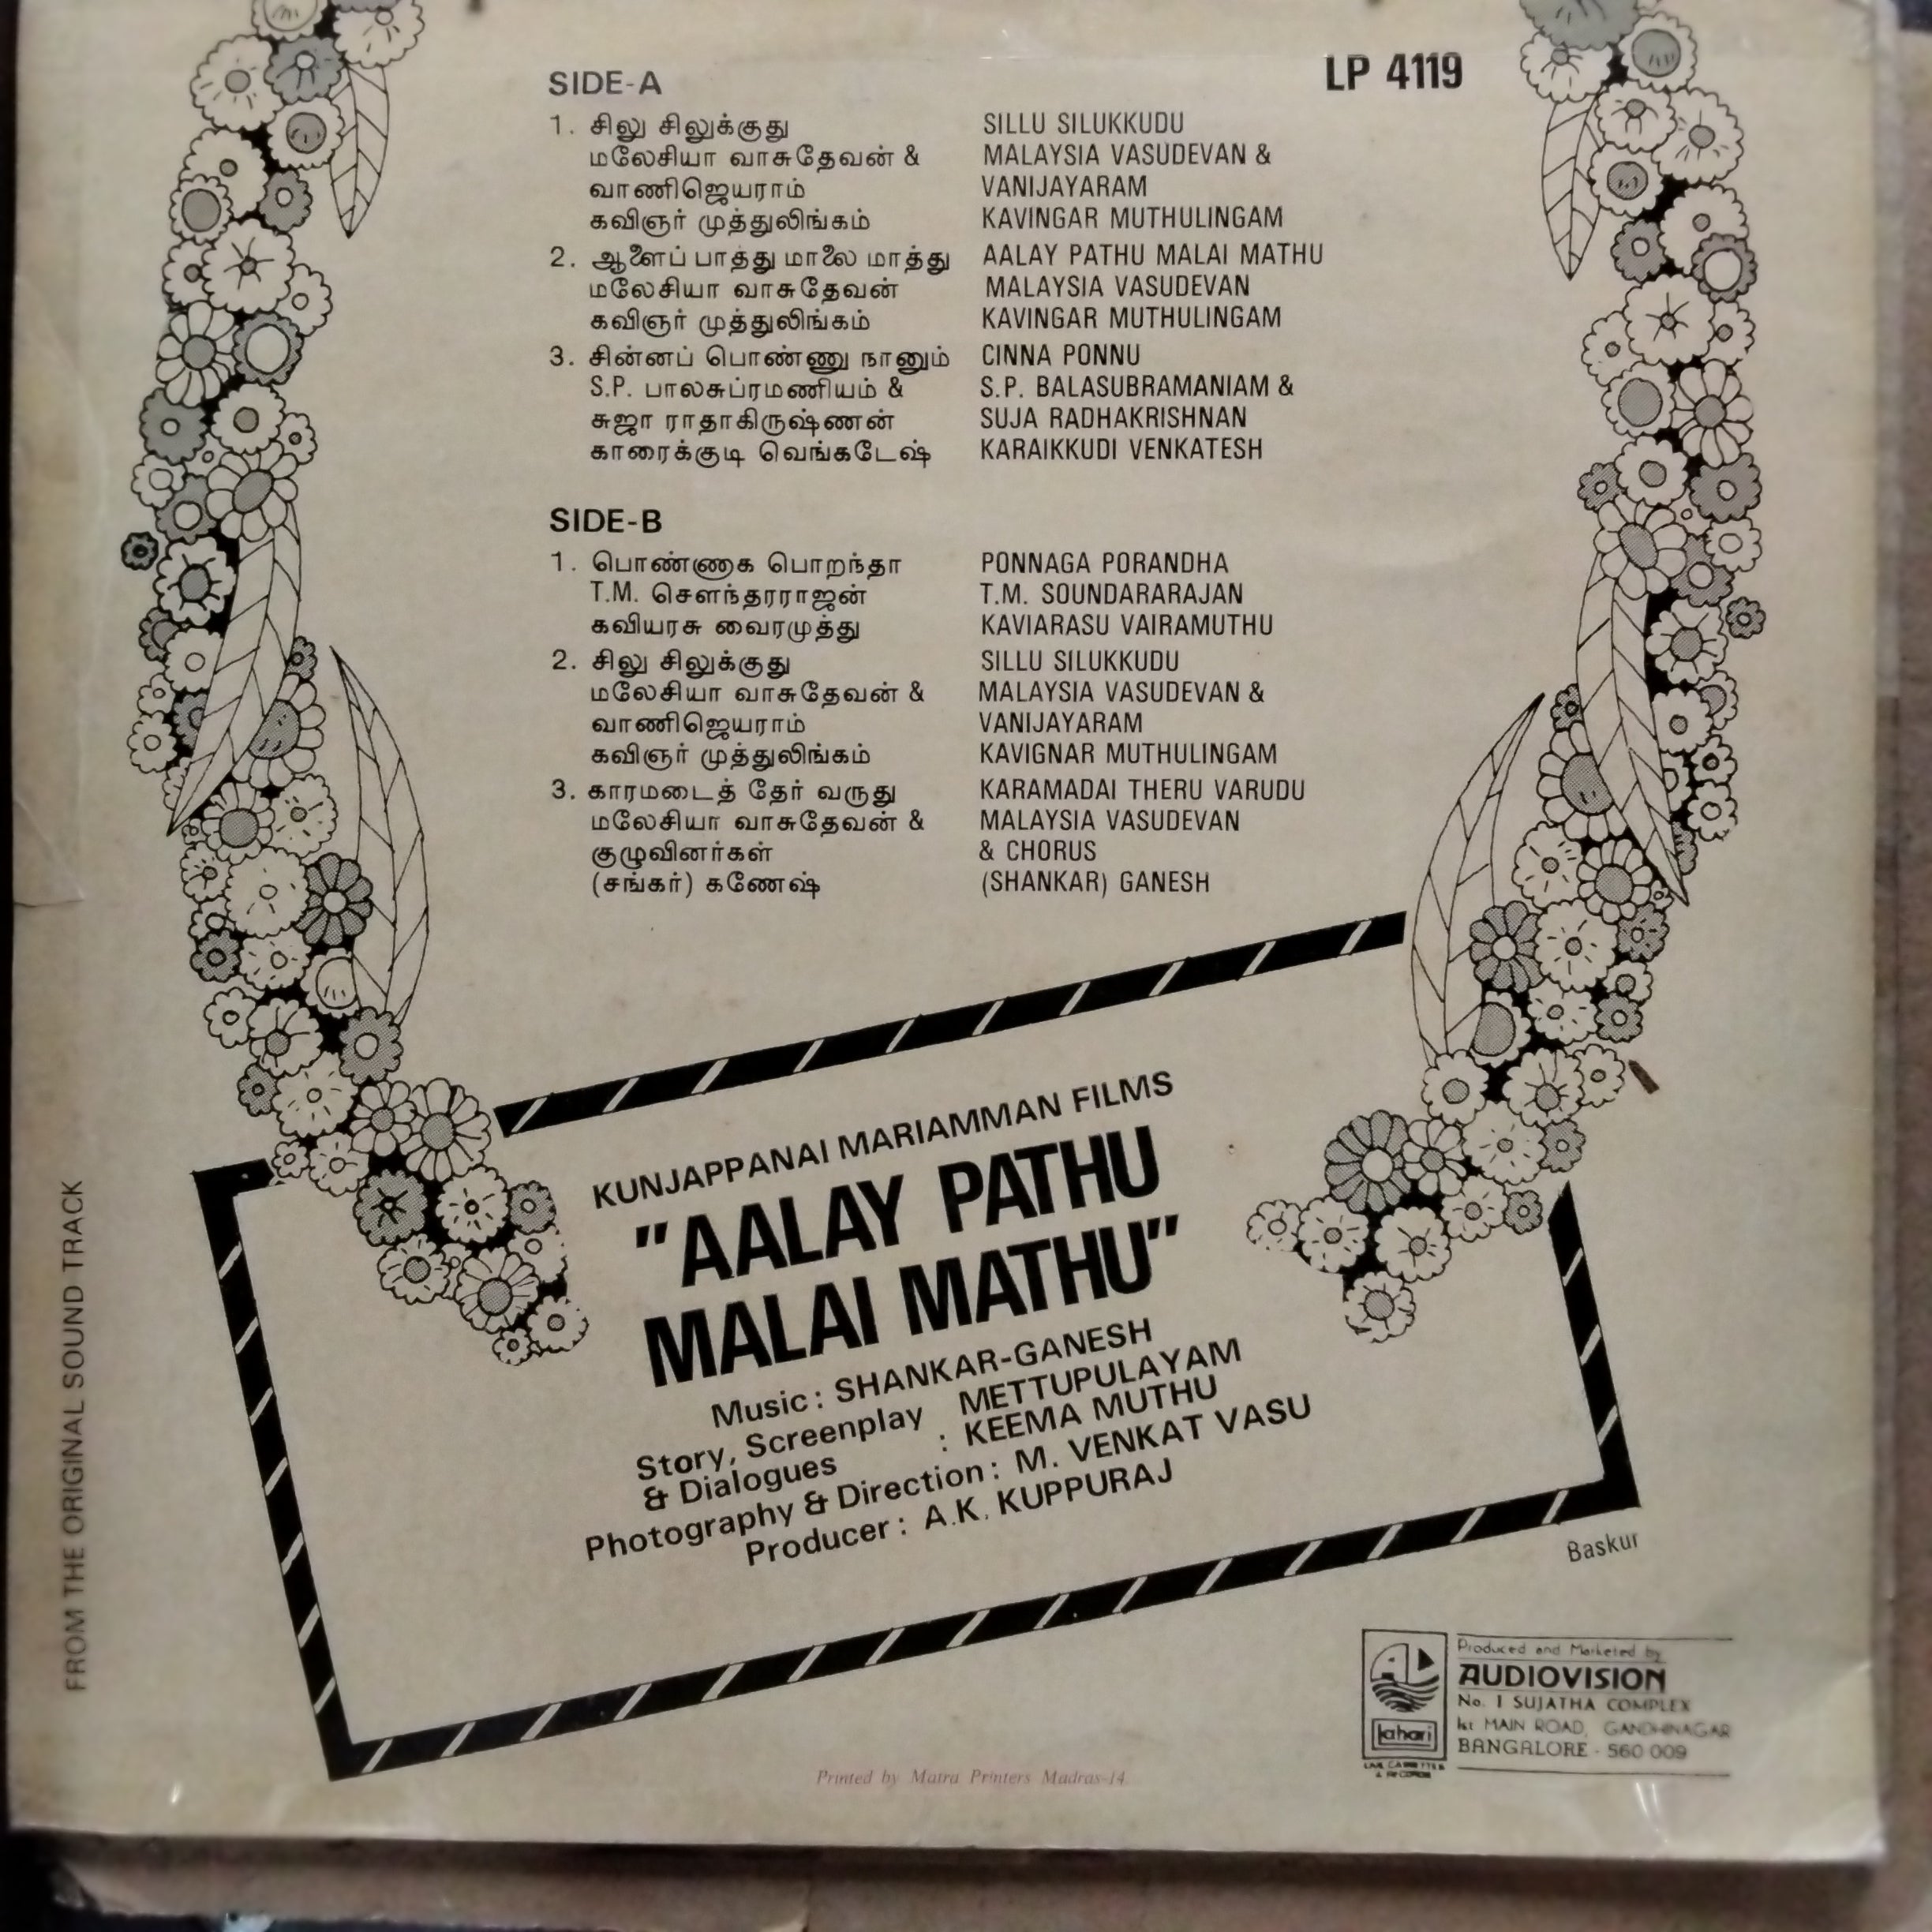 SIDE-A
LP 4119
1. சிலு சிலுக்குது SILLU SILUKKUDU
மலேசியா வாசுதேவன் & MALAYSIA VASUDEVAN &
வாணிஜெயராம் VANIJAYARAM
கவிஞர் முத்துலிங்கம் KAVINGAR MUTHULINGAM
2. ஆளைப் பாத்து மாலை மாத்து AALAY PATHU MALAI MATHU
மலேசியா வாசுதேவன் MALAYSIA VASUDEVAN
கவிஞர் முத்துலிங்கம் KAVINGAR MUTHULINGAM
3. சின்னப் பொண்ணு நானும் CINNA PONNU
S.P. பாலசுப்ரமணியம் & S.P. BALASUBRAMANIAM &
சுஜா ராதாகிருஷ்ணன் SUJA RADHAKRISHNAN
காரைக்குடி வெங்கடேஷ் KARAIKKUDI VENKATESH
SIDE-B
1. பொண்ணாக பொறந்தா PONNAGA PORANDHA
T.M. சௌந்தரராஜன் T.M. SOUNDARARAJAN
கவியரசு வைரமுத்து KAVIARASU VAIRAMUTHU
2. சிலு சிலுக்குது SILLU SILUKKUDU
மலேசியா வாசுதேவன் & MALAYSIA VASUDEVAN &
வாணிஜெயராம் VANIJAYARAM
கவிஞர் முத்துலிங்கம் KAVIGNAR MUTHULINGAM
3. காரமடைத் தேர் வருது KARAMADAI THERU VARUDU
மலேசியா வாசுதேவன் & MALAYSIA VASUDEVAN
குழுவினர்கள் & CHORUS
(சங்கர்) கணேஷ் (SHANKAR) GANESH
KUNJAPPANAI MARIAMMAN FILMS
"AALAY PATHU
MALAI MATHU"
Music : SHANKAR-GANESH
Story, Screenplay METTUPULAYAM
& Dialogues : KEEMA MUTHU
Photography & Direction : M. VENKAT VASU
Producer : A.K. KUPPURAJ
Baskur
FROM THE ORIGINAL SOUND TRACK
Produced and Marketed by
AUDIOVISION
No. 1 SUJATHA COMPLEX
1st MAIN ROAD, GANDHINAGAR
BANGALORE - 560 009
lahari
Printed by Matra Printers Madras-14